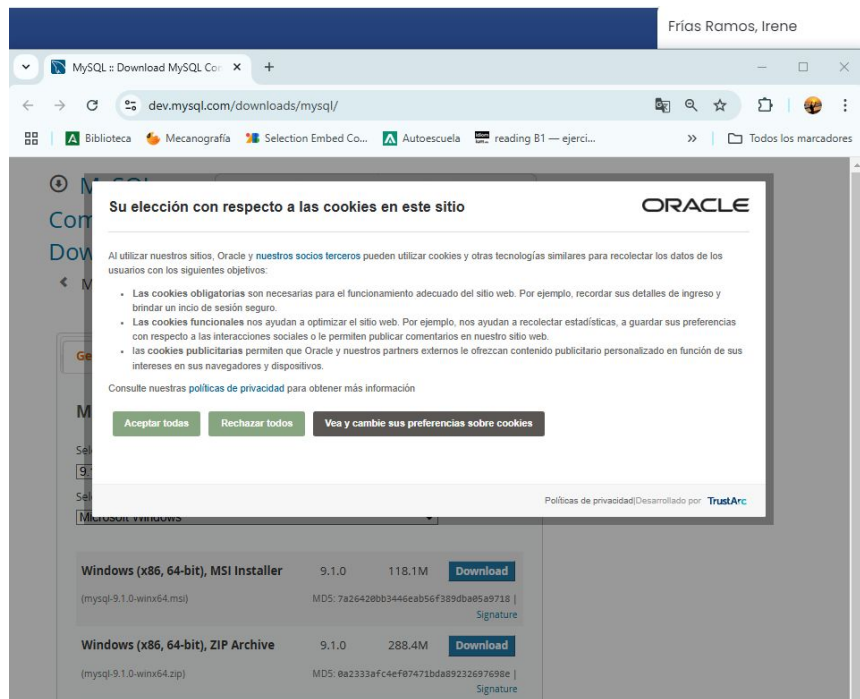 Frías Ramos, Irene
MySQL :: Download MySQL Con
dev.mysql.com/downloads/mysql/
Biblioteca Mecanografía Selection Embed Co... Autoescuela reading B1 — ejerci... » Todos los marcadores
Su elección con respecto a las cookies en este sitio
ORACLE
Al utilizar nuestros sitios, Oracle y nuestros socios terceros pueden utilizar cookies y otras tecnologías similares para recolectar los datos de los
usuarios con los siguientes objetivos:
• Las cookies obligatorias son necesarias para el funcionamiento adecuado del sitio web. Por ejemplo, recordar sus detalles de ingreso y
brindar un incio de sesión seguro.
• Las cookies funcionales nos ayudan a optimizar el sitio web. Por ejemplo, nos ayudan a recolectar estadísticas, a guardar sus preferencias
con respecto a las interacciones sociales o le permiten publicar comentarios en nuestro sitio web.
• las cookies publicitarias permiten que Oracle y nuestros partners externos le ofrezcan contenido publicitario personalizado en función de sus
intereses en sus navegadores y dispositivos.
Consulte nuestras políticas de privacidad para obtener más información
Aceptar todas Rechazar todos Vea y cambie sus preferencias sobre cookies
Políticas de privacidad|Desarrollado por TrustArc
Microsoft Windows
Windows (x86, 64-bit), MSI Installer 9.1.0 118.1M Download
(mysql-9.1.0-winx64.msi) MD5: 7a26420bb3446eab56f389dba05a9718 |
Signature
Windows (x86, 64-bit), ZIP Archive 9.1.0 288.4M Download
(mysql-9.1.0-winx64.zip) MD5: 0a2333afc4ef07471bda89232697698e |
Signature